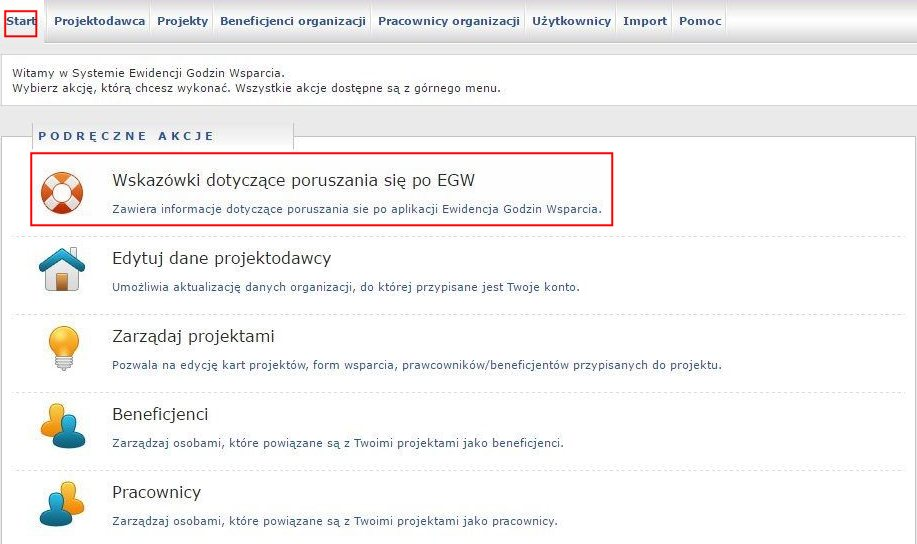 Start Projektodawca Projekty Beneficjenci organizacji Pracownicy organizacji Użytkownicy Import Pomoc
Witamy w Systemie Ewidencji Godzin Wsparcia.
Wybierz akcję, którą chcesz wykonać. Wszystkie akcje dostępne są z górnego menu.
PODRĘCZNE AKCJE
Wskazówki dotyczące poruszania się po EGW
Zawiera informacje dotyczące poruszania sie po aplikacji Ewidencja Godzin Wsparcia.
Edytuj dane projektodawcy
Umożliwia aktualizację danych organizacji, do której przypisane jest Twoje konto.
Zarządaj projektami
Pozwala na edycję kart projektów, form wsparcia, prawcowników/beneficjentów przypisanych do projektu.
Beneficjenci
Zarządzaj osobami, które powiązane są z Twoimi projektami jako beneficjenci.
Pracownicy
Zarządzaj osobami, które powiązane są z Twoimi projektami jako pracownicy.